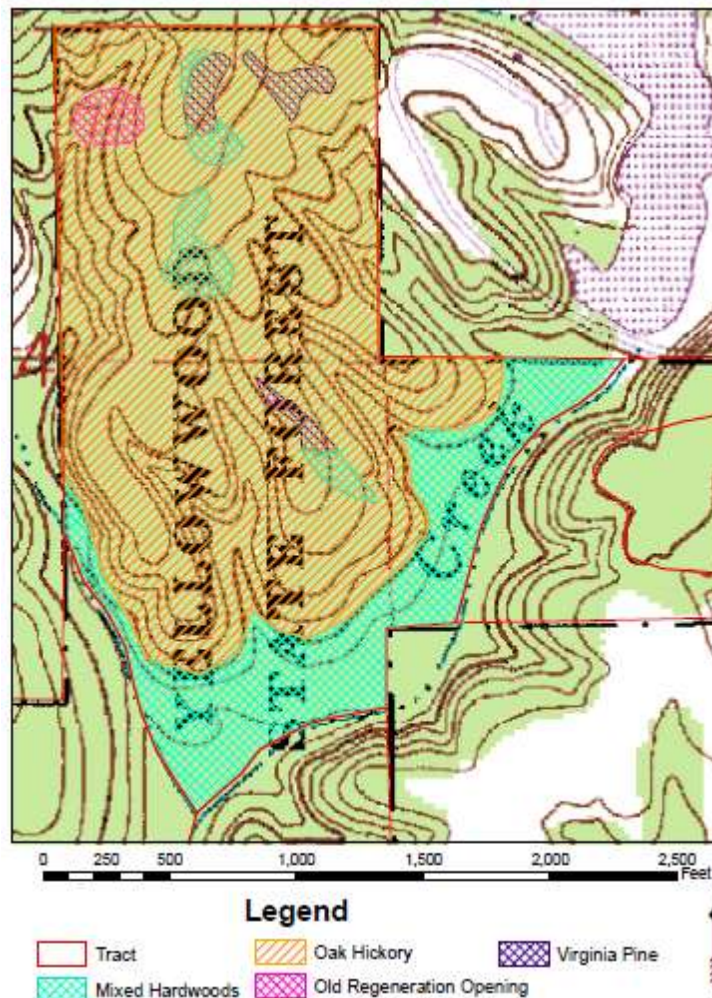 YELLOWWOOD
STATE FOREST
Creek
0 250 500 1,000 1,500 2,000 2,500
Feet
Legend
Tract
Oak Hickory
Virginia Pine
Mixed Hardwoods
Old Regeneration Opening